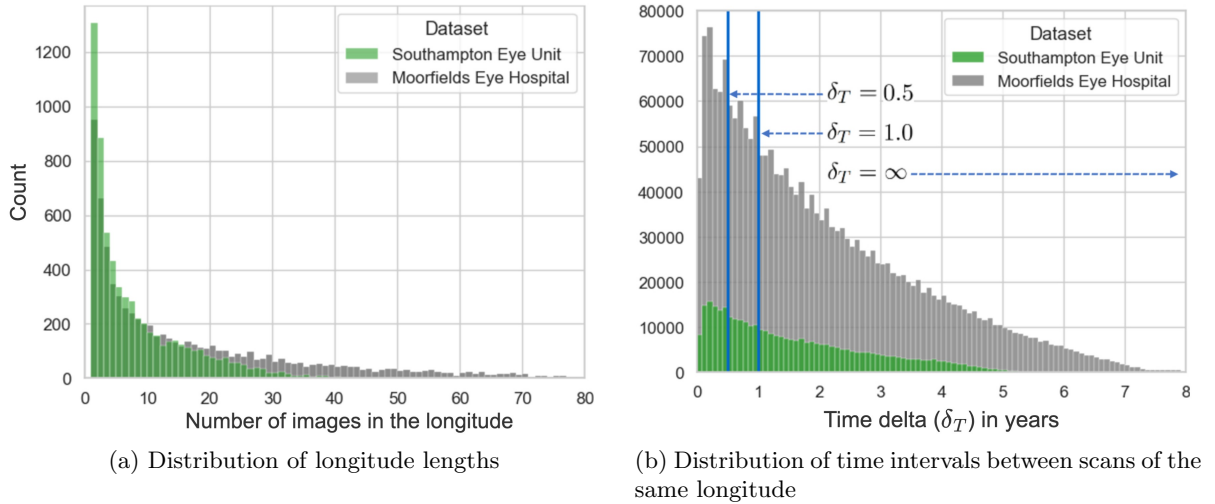 Dataset
Southampton Eye Unit
Moorfields Eye Hospital
1200
1000
800
600
400
200
0
Count
0 10 20 30 40 50 60 70 80
Number of images in the longitude
(a) Distribution of longitude lengths
80000
70000
60000
50000
40000
30000
20000
10000
0
Dataset
Southampton Eye Unit
Moorfields Eye Hospital
δ_T = 0.5
δ_T = 1.0
δ_T = ∞
0 1 2 3 4 5 6 7 8
Time delta (δ_T) in years
(b) Distribution of time intervals between scans of the
same longitude